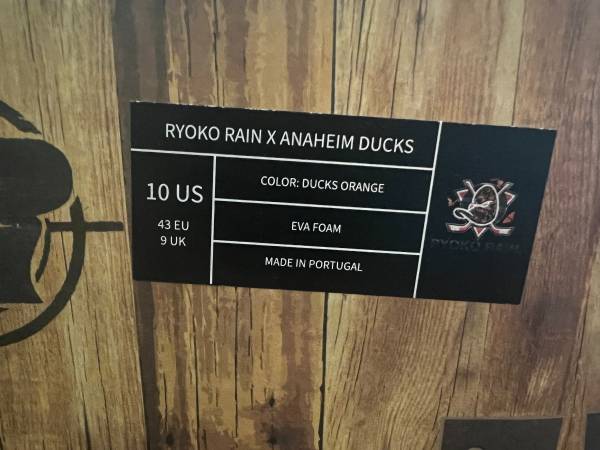 RYOKO RAIN X ANAHEIM DUCKS
10 US
43 EU
9 UK
COLOR: DUCKS ORANGE
EVA FOAM
MADE IN PORTUGAL
RYOKO RAIN